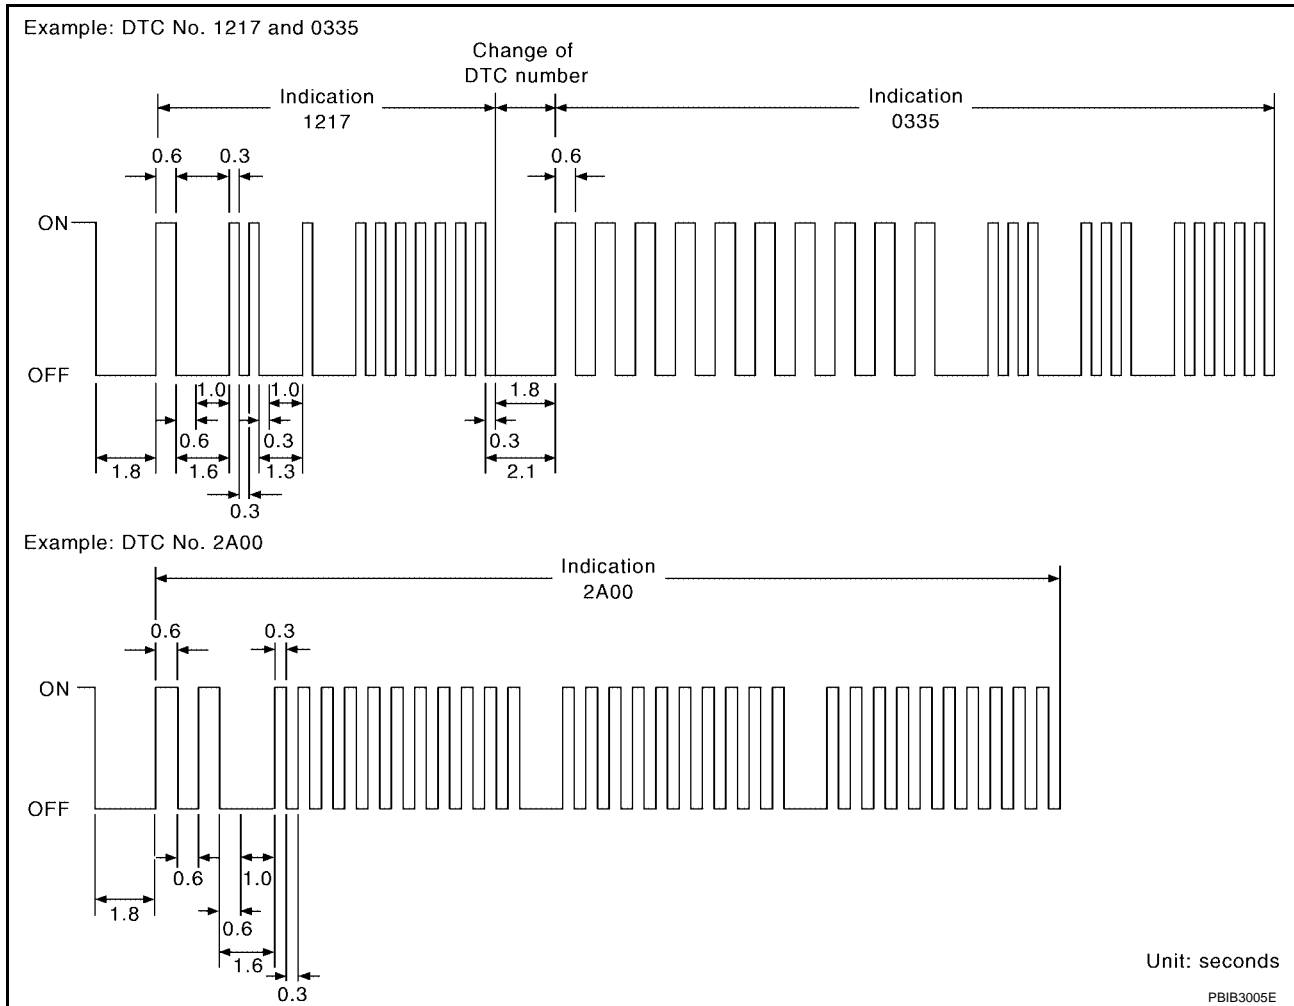 Example: DTC No. 1217 and 0335
Change of
DTC number
Indication
1217
Indication
0335
0.6
0.3
0.6
ON
OFF
1.0
1.0
1.8
0.6
0.3
0.3
1.8
1.6
1.3
2.1
0.3
Example: DTC No. 2A00
Indication
2A00
0.6
0.3
ON
OFF
0.6
1.0
1.8
0.6
1.6
0.3
Unit: seconds
PBIB3005E